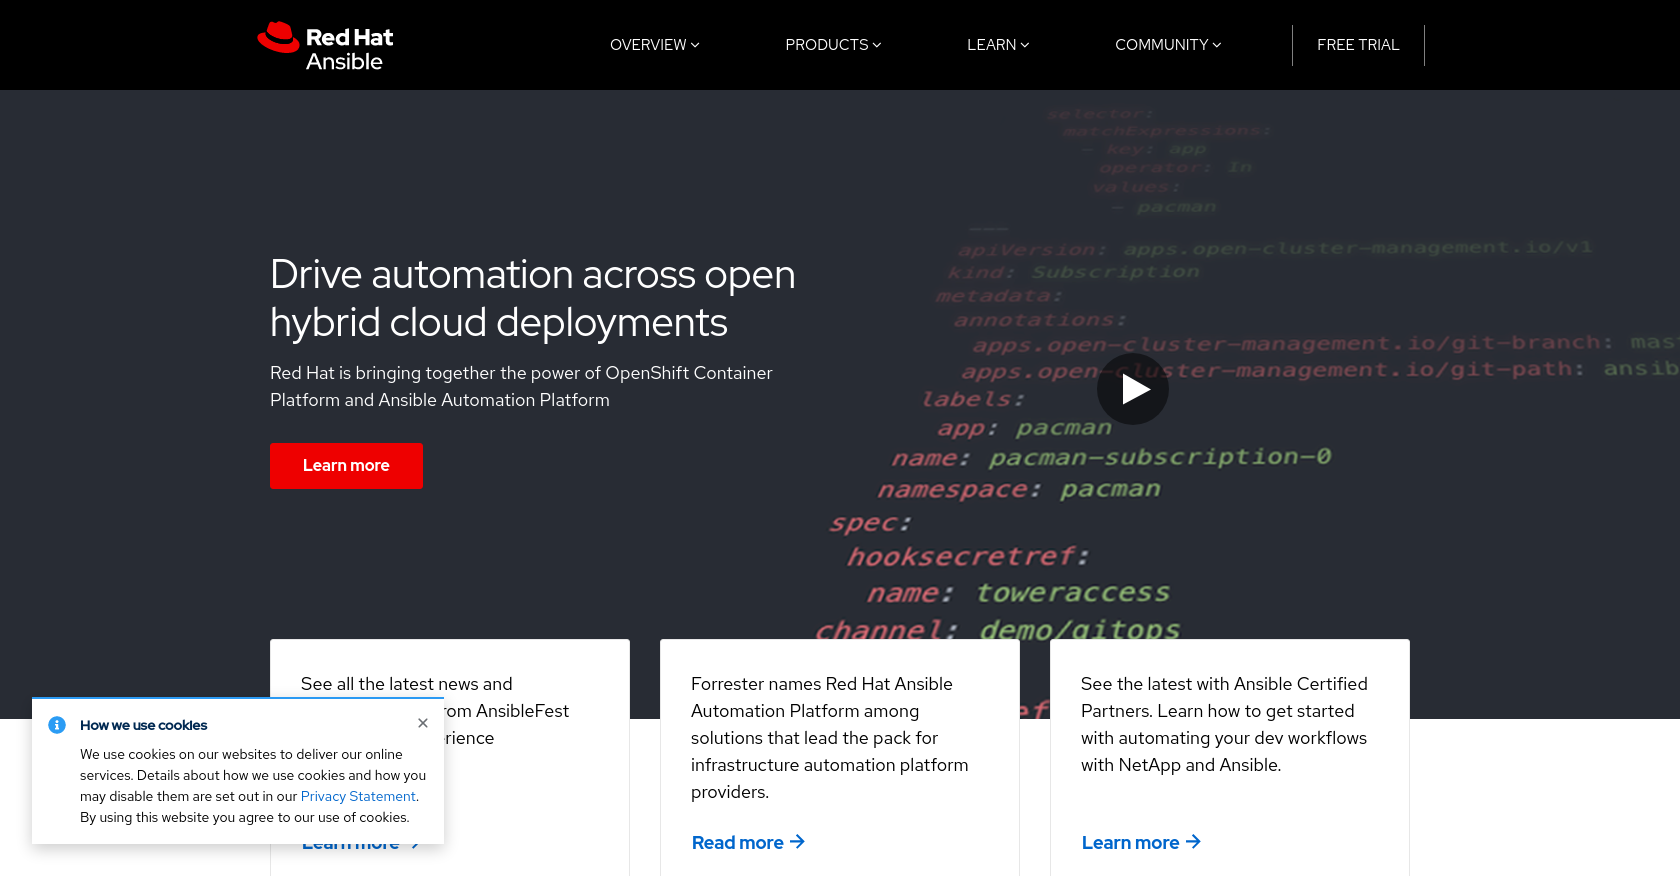 Red Hat
Ansible
OVERVIEW
PRODUCTS
LEARN
COMMUNITY
FREE TRIAL
selector:
matchExpressions:
- key: app
operator: In
values:
- pacman
---
apiVersion: apps.open-cluster-management.io/v1
kind: Subscription
metadata:
annotations:
apps.open-cluster-management.io/git-branch: mas
apps.open-cluster-management.io/git-path: ansib
labels:
app: pacman
name: pacman-subscription-0
namespace: pacman
spec:
hooksecretref:
name: toweraccess
channel: demo/gitops
ef
Drive automation across open
hybrid cloud deployments
Red Hat is bringing together the power of OpenShift Container
Platform and Ansible Automation Platform
Learn more
See all the latest news and
om AnsibleFest
rience
Learn more
Forrester names Red Hat Ansible
Automation Platform among
solutions that lead the pack for
infrastructure automation platform
providers.
Read more
See the latest with Ansible Certified
Partners. Learn how to get started
with automating your dev workflows
with NetApp and Ansible.
Learn more
How we use cookies
We use cookies on our websites to deliver our online
services. Details about how we use cookies and how you
may disable them are set out in our Privacy Statement.
By using this website you agree to our use of cookies.